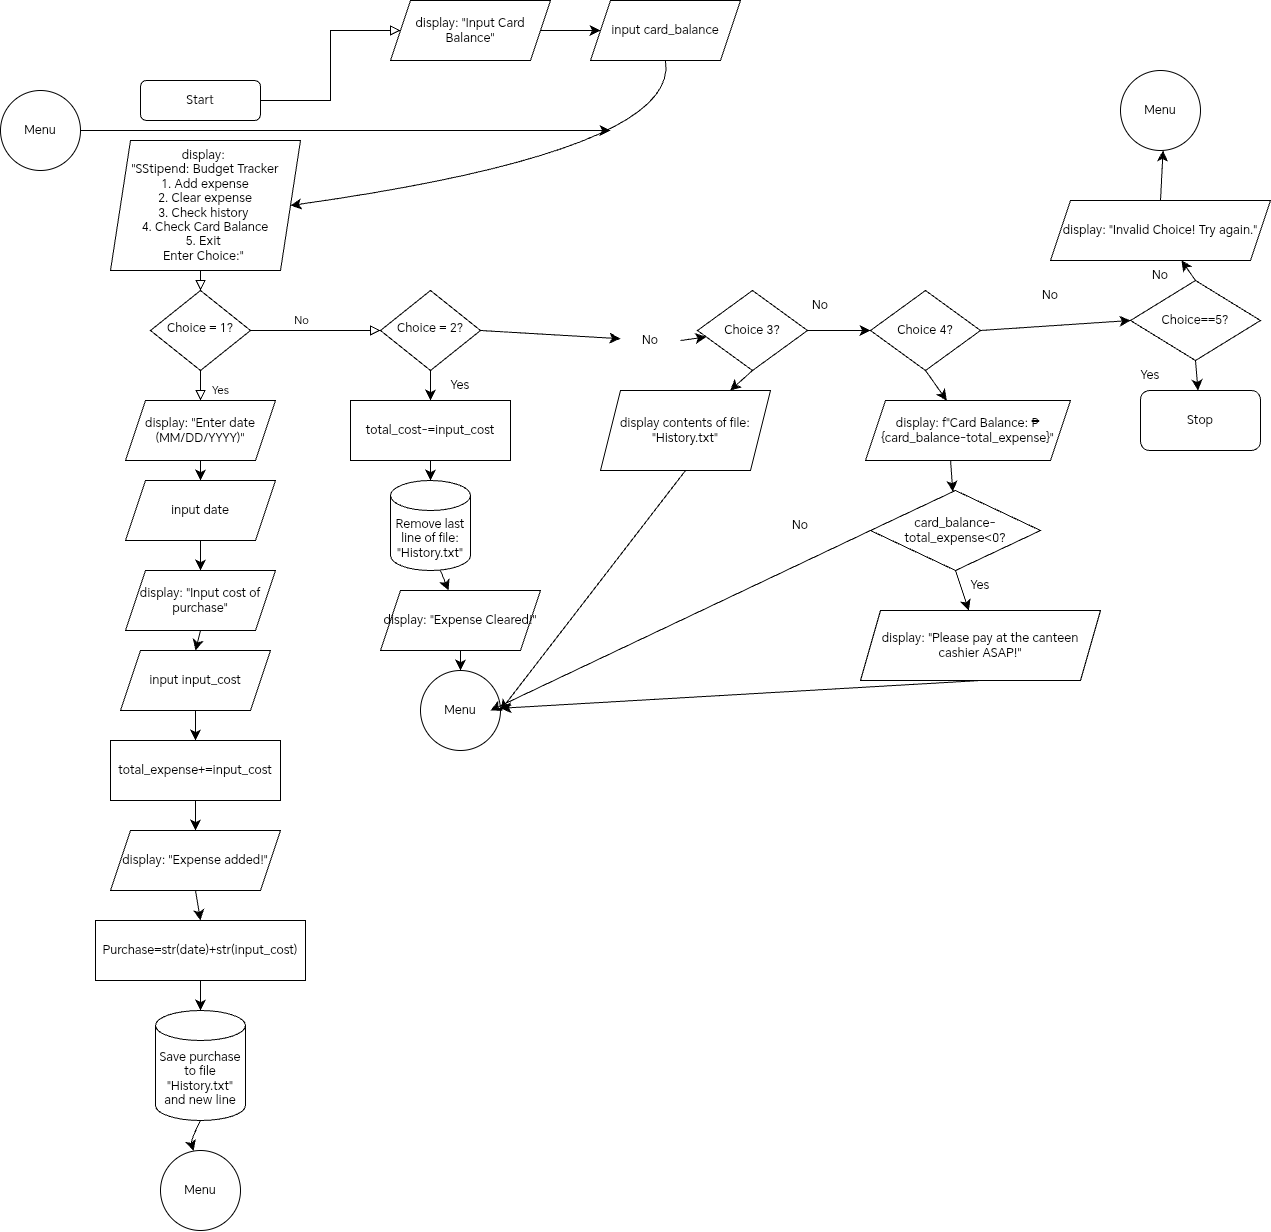 display: "Input Card
Balance"
input card_balance
Start
Menu
Menu
display:
"SStipend: Budget Tracker
1. Add expense
2. Clear expense
3. Check history
4. Check Card Balance
5. Exit
Enter Choice:"
display: "Invalid Choice! Try again."
No
No
No
Choice = 1?
No
Choice = 2?
No
Choice 3?
Choice 4?
Choice==5?
Yes
Yes
Yes
display: "Enter date
(MM/DD/YYYY)"
total_cost-=input_cost
display contents of file:
"History.txt"
display: f"Card Balance: ₱
{card_balance-total_expense}"
Stop
input date
Remove last
line of file:
"History.txt"
No
card_balance-
total_expense<0?
Yes
display: "Input cost of
purchase"
display: "Expense Cleared!"
display: "Please pay at the canteen
cashier ASAP!"
input input_cost
Menu
total_expense+=input_cost
display: "Expense added!"
Purchase=str(date)+str(input_cost)
Save purchase
to file
"History.txt"
and new line
Menu